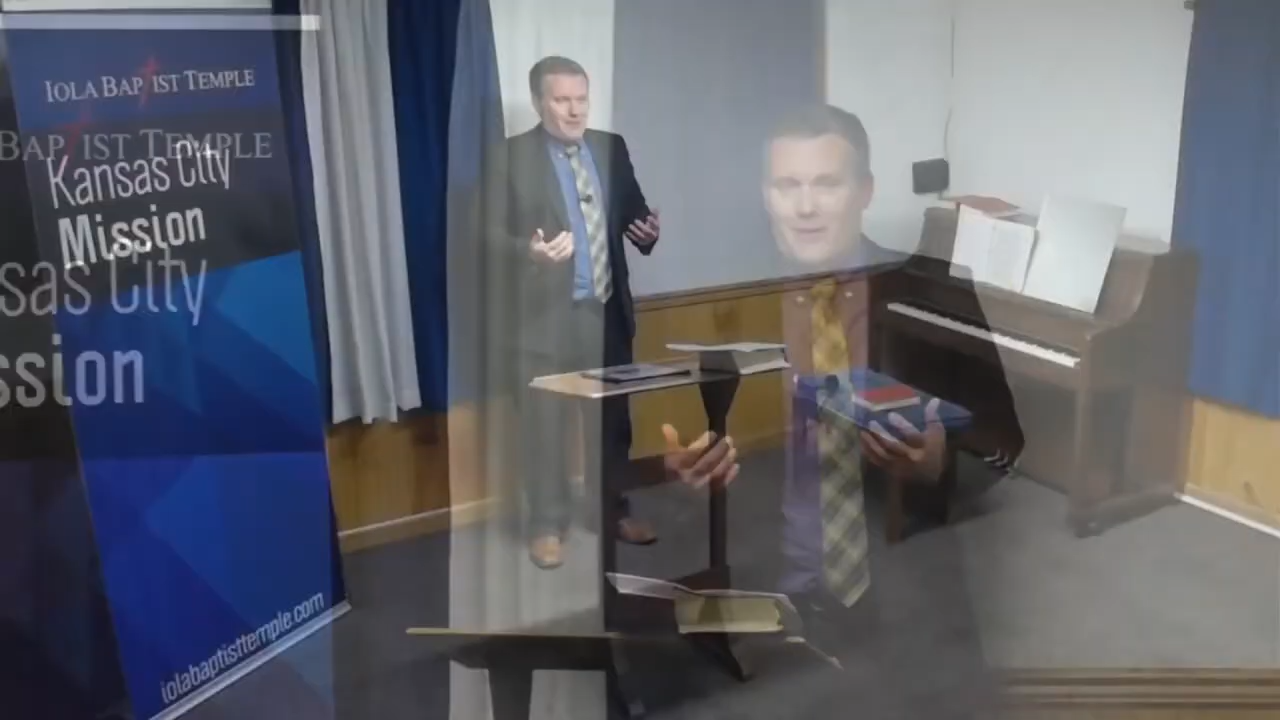 IOLA BAPTIST TEMPLE
BAPTIST TEMPLE
Kansas City
Mission
sas City
ssion
iolabaptisttemple.com